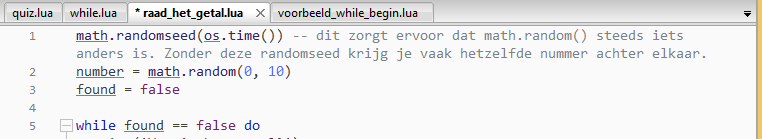 quiz.lua while.lua * raad_het_getal.lua voorbeeld_while_begin.lua
1 math.randomseed(os.time()) -- dit zorgt ervoor dat math.random() steeds iets
anders is. Zonder deze randomseed krijg je vaak hetzelfde nummer achter elkaar.
2 number = math.random(0, 10)
3 found = false
4
5 while found == false do